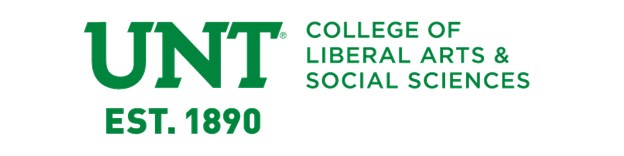 UNT®
EST. 1890
COLLEGE OF
LIBERAL ARTS &
SOCIAL SCIENCES